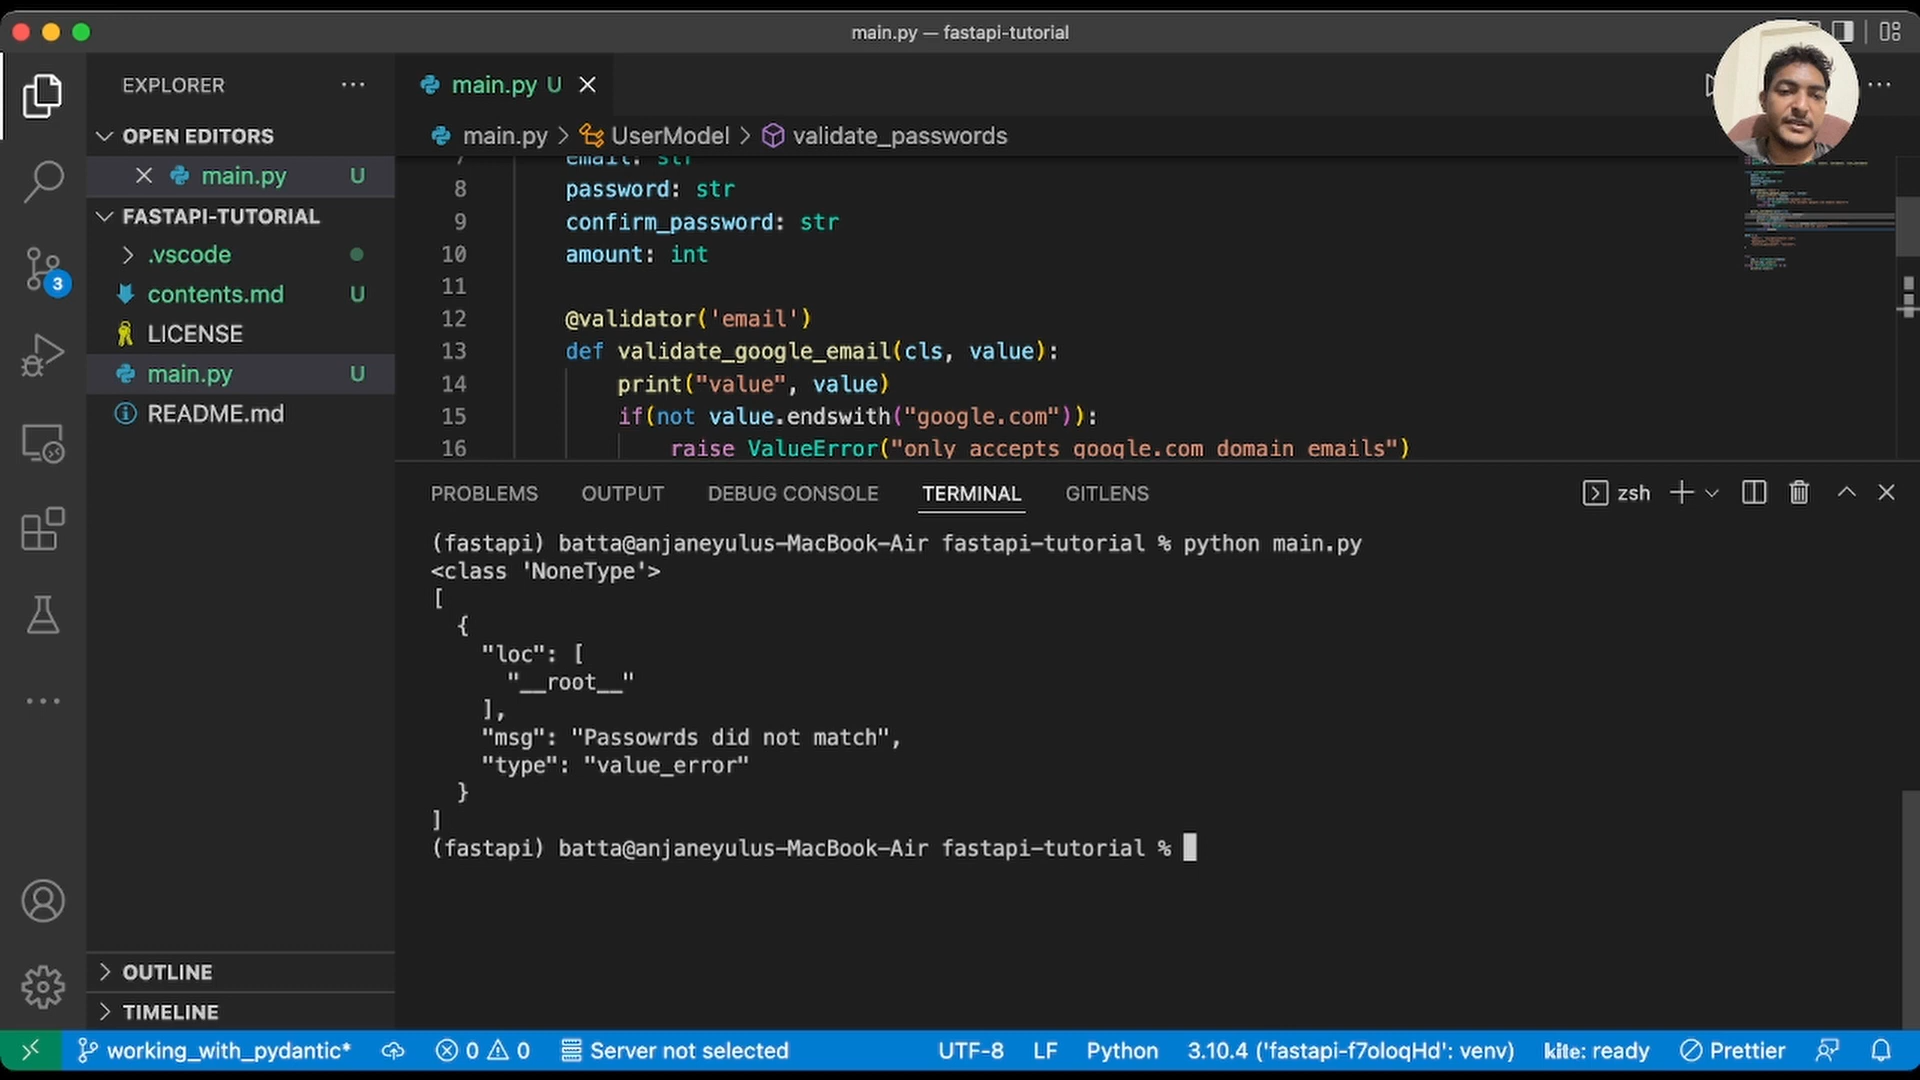 main.py — fastapi-tutorial
EXPLORER
main.py U
main.py > UserModel > validate_passwords
OPEN EDITORS
main.py U
FASTAPI-TUTORIAL
.vscode
contents.md U
LICENSE
main.py U
README.md
7 email: str
8 password: str
9 confirm_password: str
10 amount: int
11
12 @validator('email')
13 def validate_google_email(cls, value):
14 print("value", value)
15 if(not value.endswith("google.com")):
16 raise ValueError("only accepts google.com domain emails")
PROBLEMS OUTPUT DEBUG CONSOLE TERMINAL GITLENS zsh
(fastapi) batta@anjaneyulus-MacBook-Air fastapi-tutorial % python main.py
<class 'NoneType'>
[
{
"loc": [
"__root__"
],
"msg": "Passowrds did not match",
"type": "value_error"
}
]
(fastapi) batta@anjaneyulus-MacBook-Air fastapi-tutorial %
3
OUTLINE
TIMELINE
working_with_pydantic* 0 0 Server not selected UTF-8 LF Python 3.10.4 ('fastapi-f7oloqHd': venv) kite: ready Prettier